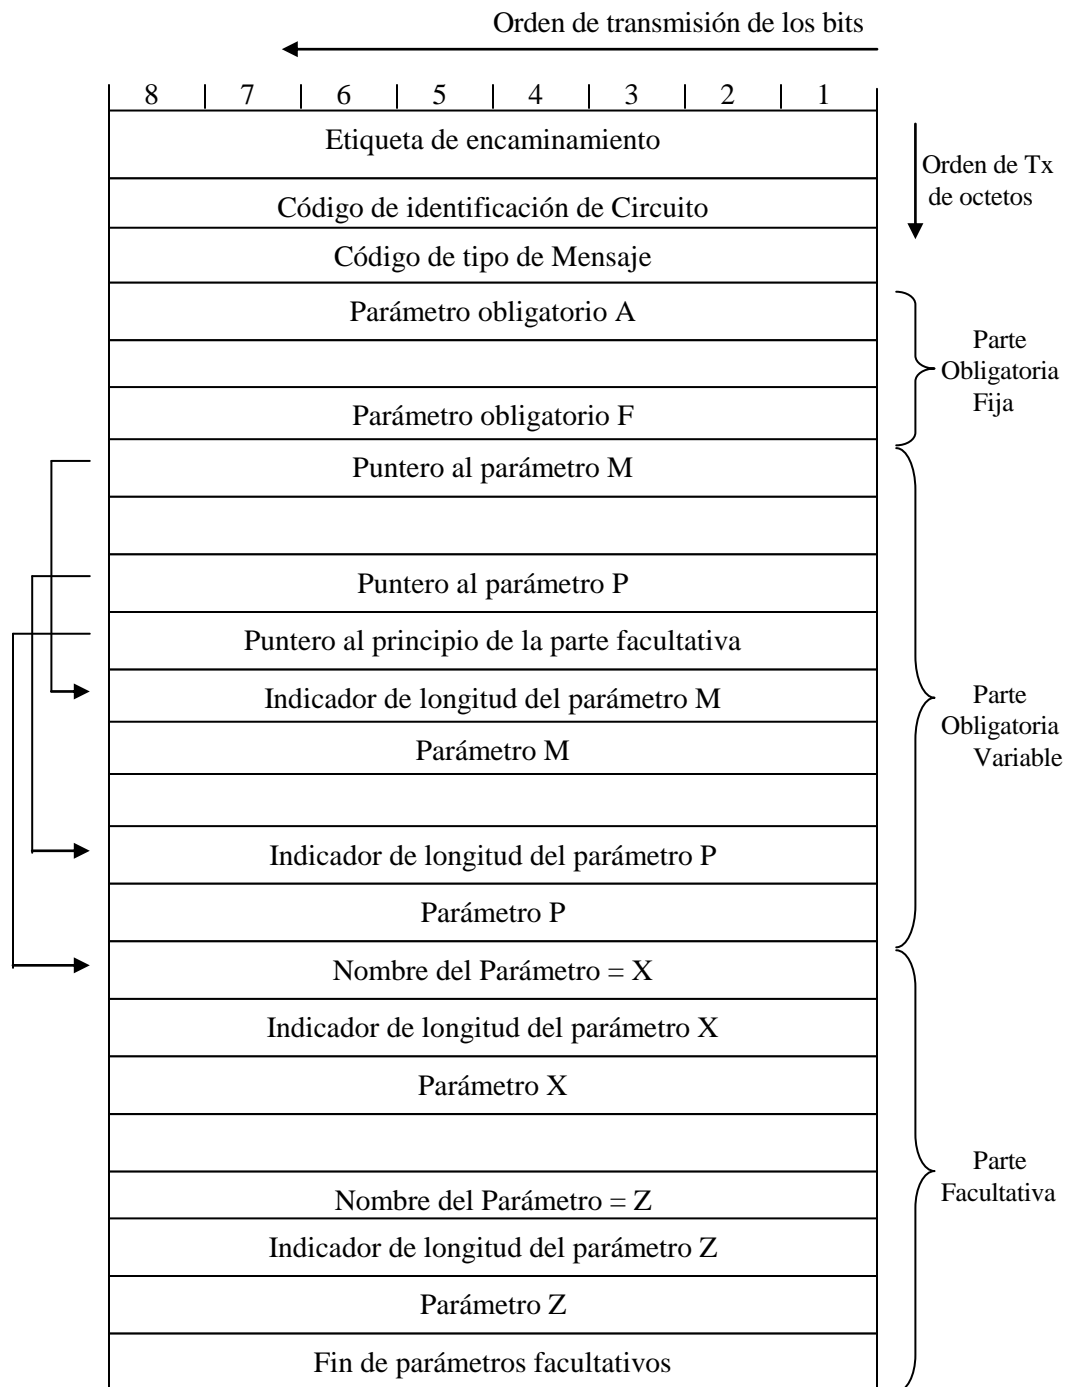 Orden de transmisión de los bits
8 7 6 5 4 3 2 1
Etiqueta de encaminamiento
Orden de Tx
de octetos
Código de identificación de Circuito
Código de tipo de Mensaje
Parámetro obligatorio A
Parte
Obligatoria
Fija
Parámetro obligatorio F
Puntero al parámetro M
Puntero al parámetro P
Puntero al principio de la parte facultativa
Indicador de longitud del parámetro M
Parte
Obligatoria
Variable
Parámetro M
Indicador de longitud del parámetro P
Parámetro P
Nombre del Parámetro = X
Indicador de longitud del parámetro X
Parámetro X
Parte
Facultativa
Nombre del Parámetro = Z
Indicador de longitud del parámetro Z
Parámetro Z
Fin de parámetros facultativos